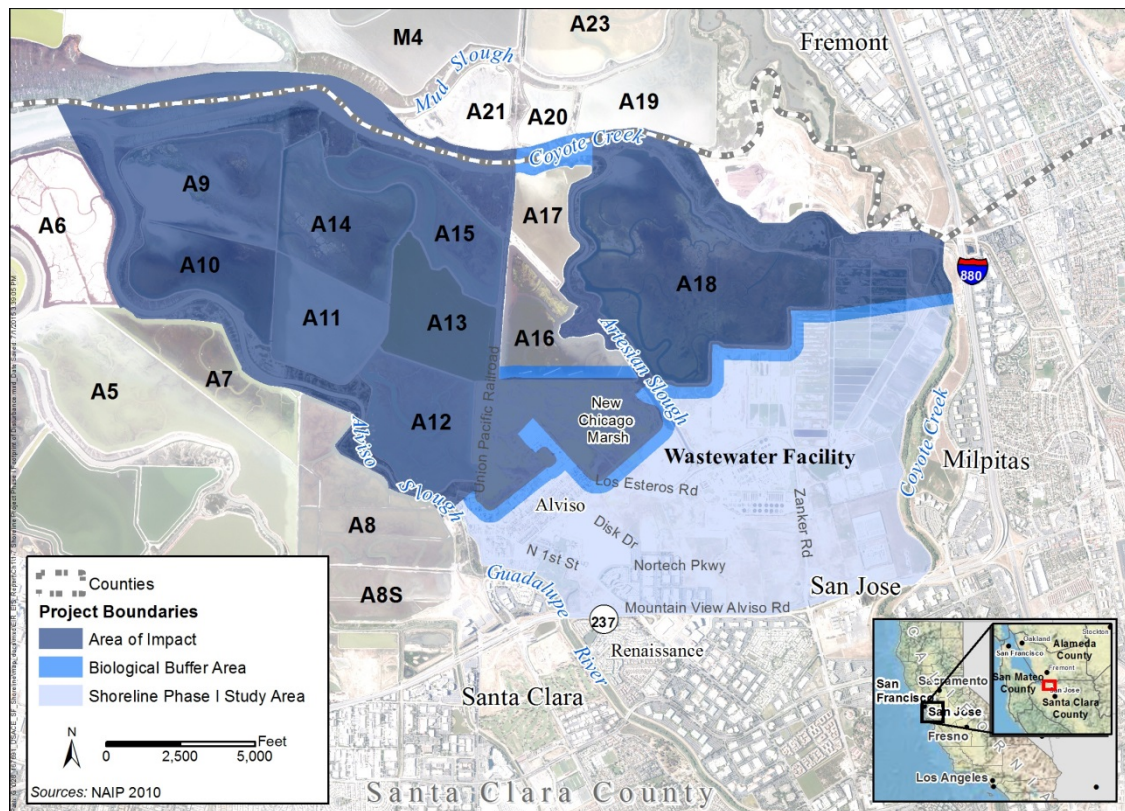 M4
A23
Fremont
Mud Slough
A21
A20
A19
Coyote Creek
A6
A9
A14
A15
A17
A10
A18
880
A11
A13
A16
Artesian Slough
A5
A7
Union Pacific Railroad
New
Chicago
Marsh
A12
Alviso Slough
Wastewater Facility
Coyote Creek
Milpitas
Los Esteros Rd
Alviso
Zanker Rd
A8
Disk Dr
N 1st St
Nortech Pkwy
A8S
Guadalupe River
San Jose
Mountain View Alviso Rd
237
Renaissance
Santa Clara
Santa Clara County
Counties
Project Boundaries
Area of Impact
Biological Buffer Area
Shoreline Phase I Study Area
N
Feet
0 2,500 5,000
Sources: NAIP 2010
Stockton
Oakland
Alameda
County
San Francisco
Fremont
San Mateo
County
San Jose
Santa Clara
County
Sacramento
San
Francisco
San Jose
Fresno
Los Angeles